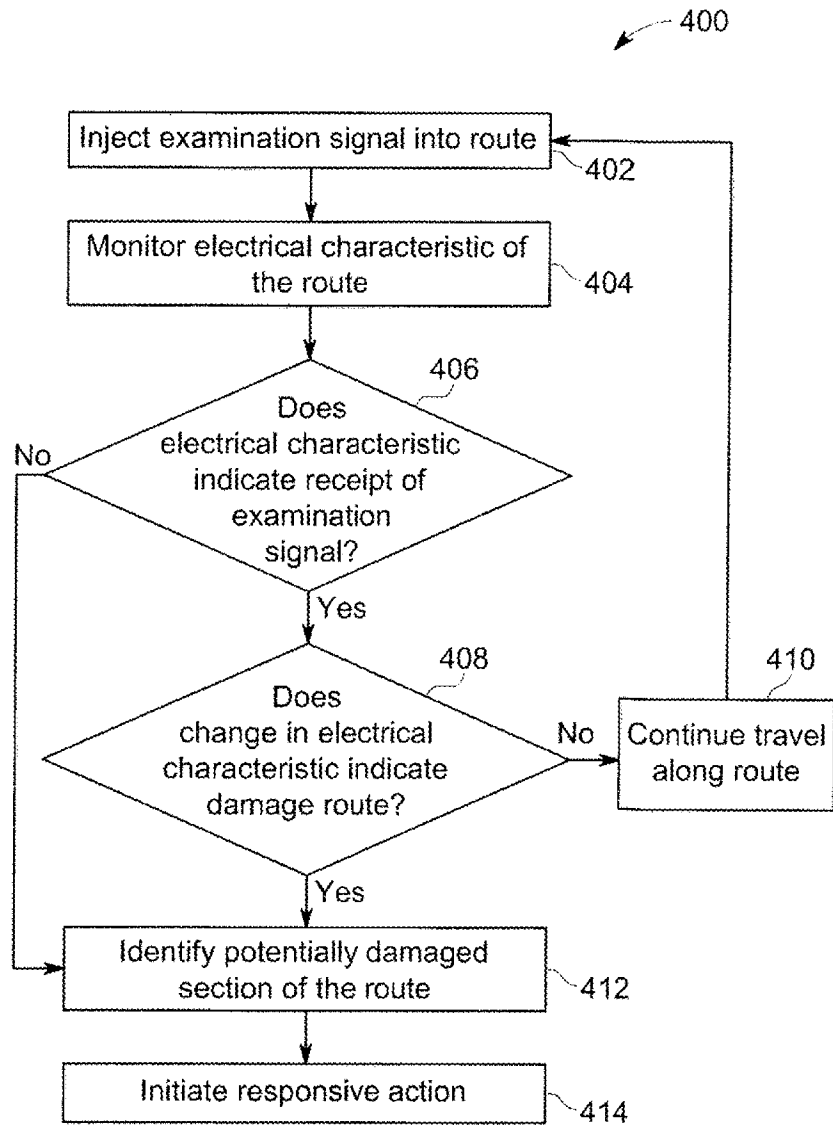 400
Inject examination signal into route
402
Monitor electrical characteristic of
the route
404
406
Does
electrical characteristic
indicate receipt of
examination
signal?
No
Yes
408
Does
change in electrical
characteristic indicate
damage route?
No
410
Continue travel
along route
Yes
Identify potentially damaged
section of the route
412
Initiate responsive action
414